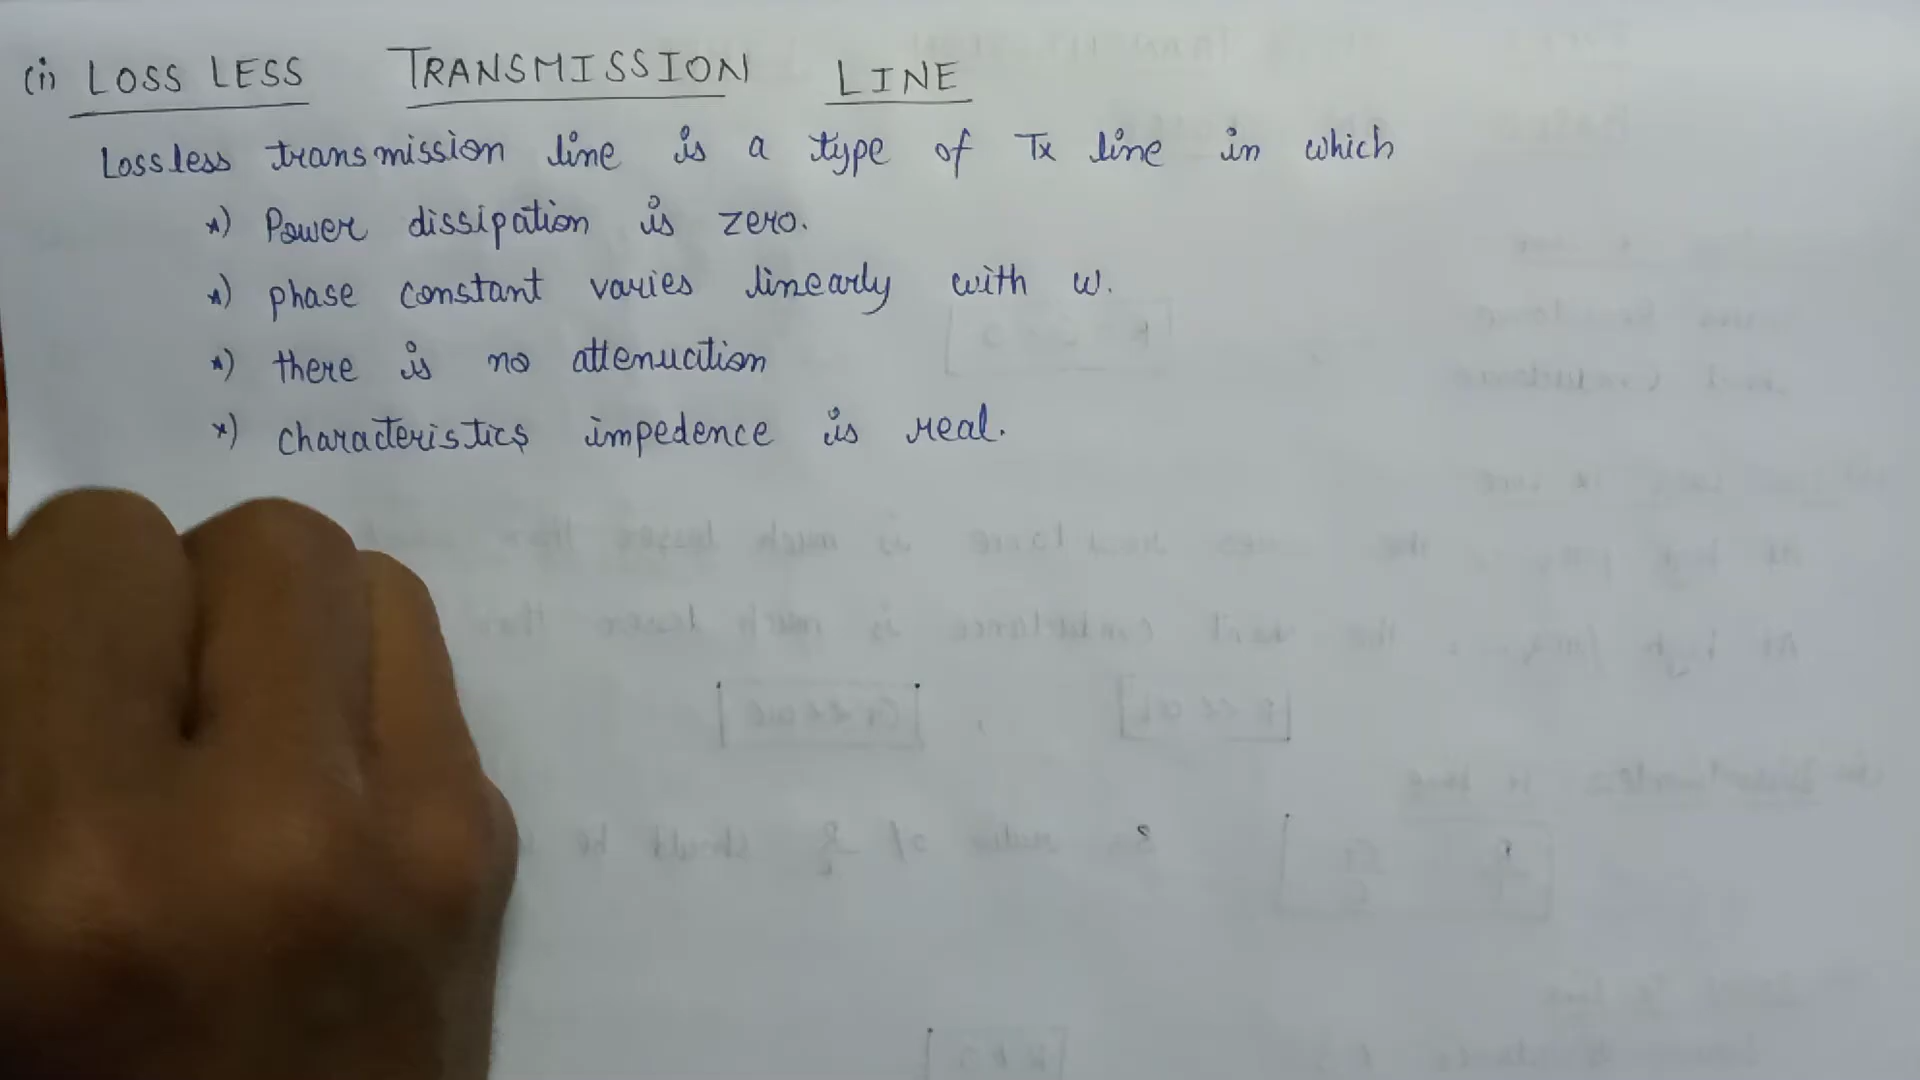 (i) LOSS LESS TRANSMISSION LINE
Lossless transmission line is a type of Tx line in which
*) Power dissipation is zero.
*) phase constant varies linearly with w.
*) there is no attenuation
*) characteristics impedence is real.